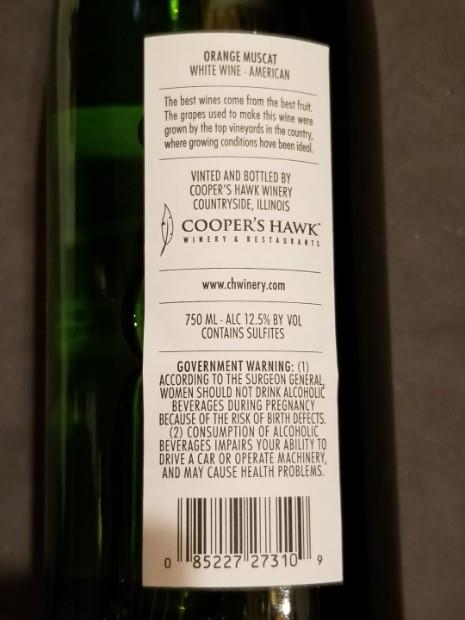 ORANGE MUSCAT
WHITE WINE - AMERICAN
The best wines come from the best fruit.
The grapes used to make this wine were
grown by the top vineyards in the country,
where growing conditions have been ideal.
VINTED AND BOTTLED BY
COOPER'S HAWK WINERY
COUNTRYSIDE, ILLINOIS
COOPER'S HAWK™
WINERY & RESTAURANTS
www.chwinery.com
750 ML - ALC 12.5% BY VOL
CONTAINS SULFITES
GOVERNMENT WARNING: (1)
ACCORDING TO THE SURGEON GENERAL,
WOMEN SHOULD NOT DRINK ALCOHOLIC
BEVERAGES DURING PREGNANCY
BECAUSE OF THE RISK OF BIRTH DEFECTS.
(2) CONSUMPTION OF ALCOHOLIC
BEVERAGES IMPAIRS YOUR ABILITY TO
DRIVE A CAR OR OPERATE MACHINERY,
AND MAY CAUSE HEALTH PROBLEMS.
0 85227 27310 9